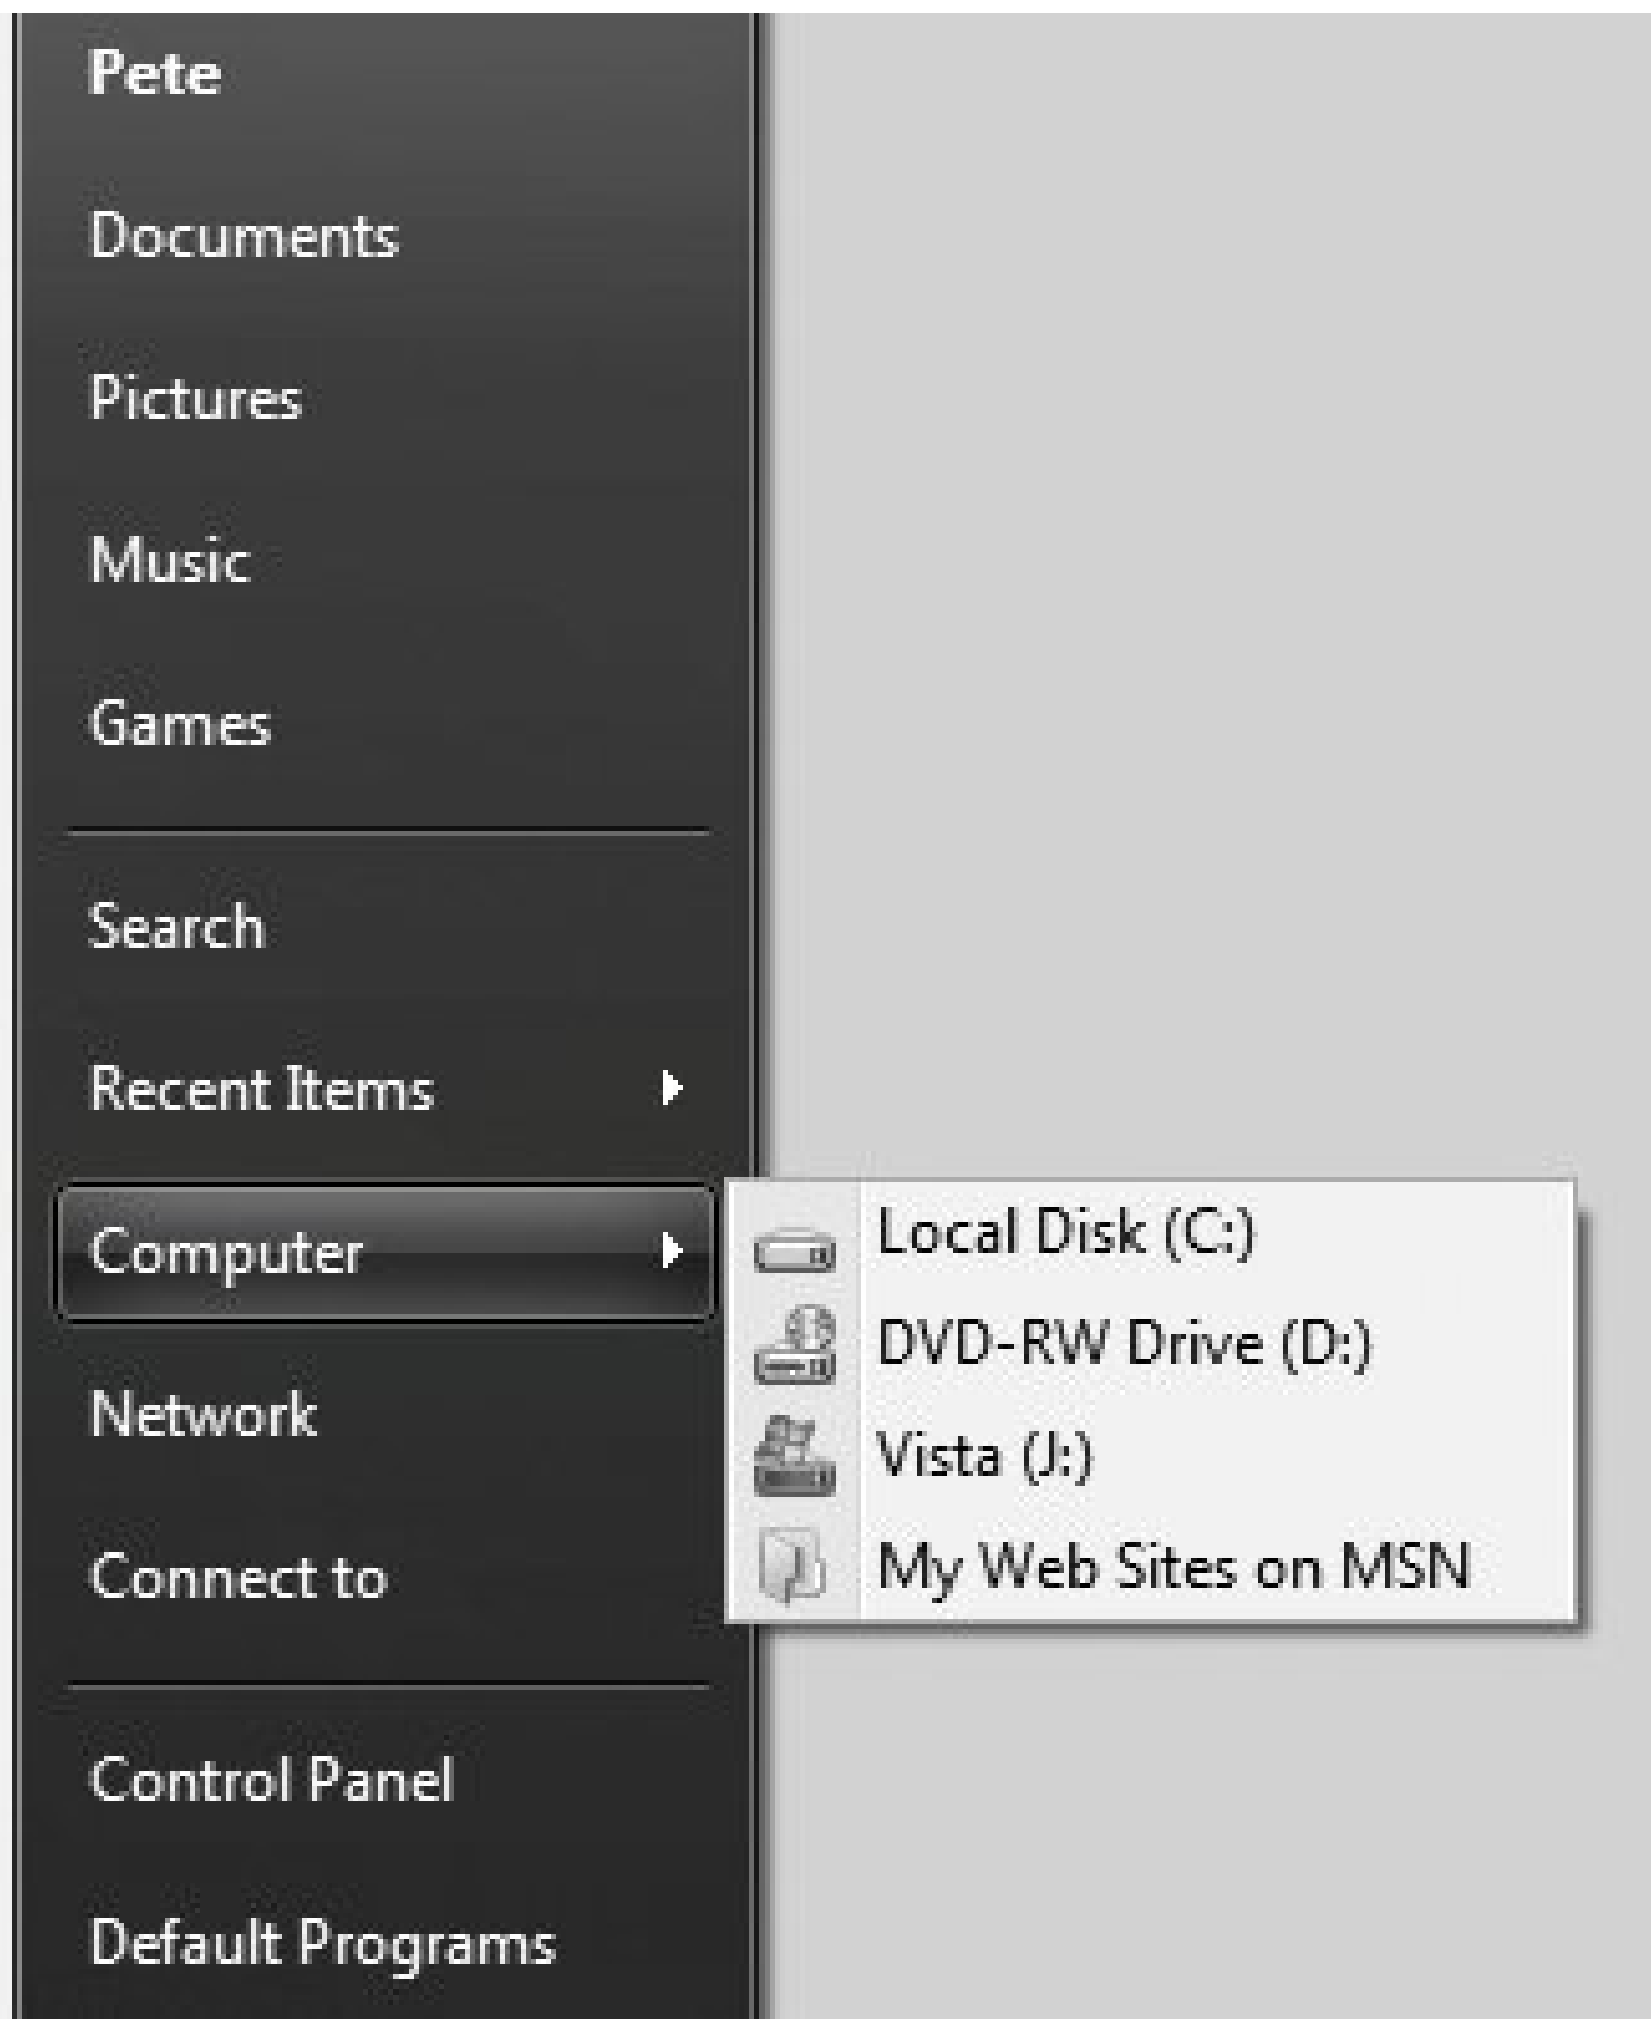 Pete
Documents
Pictures
Music
Games
Search
Recent Items
Computer
Local Disk (C:)
DVD-RW Drive (D:)
Vista (J:)
My Web Sites on MSN
Network
Connect to
Control Panel
Default Programs